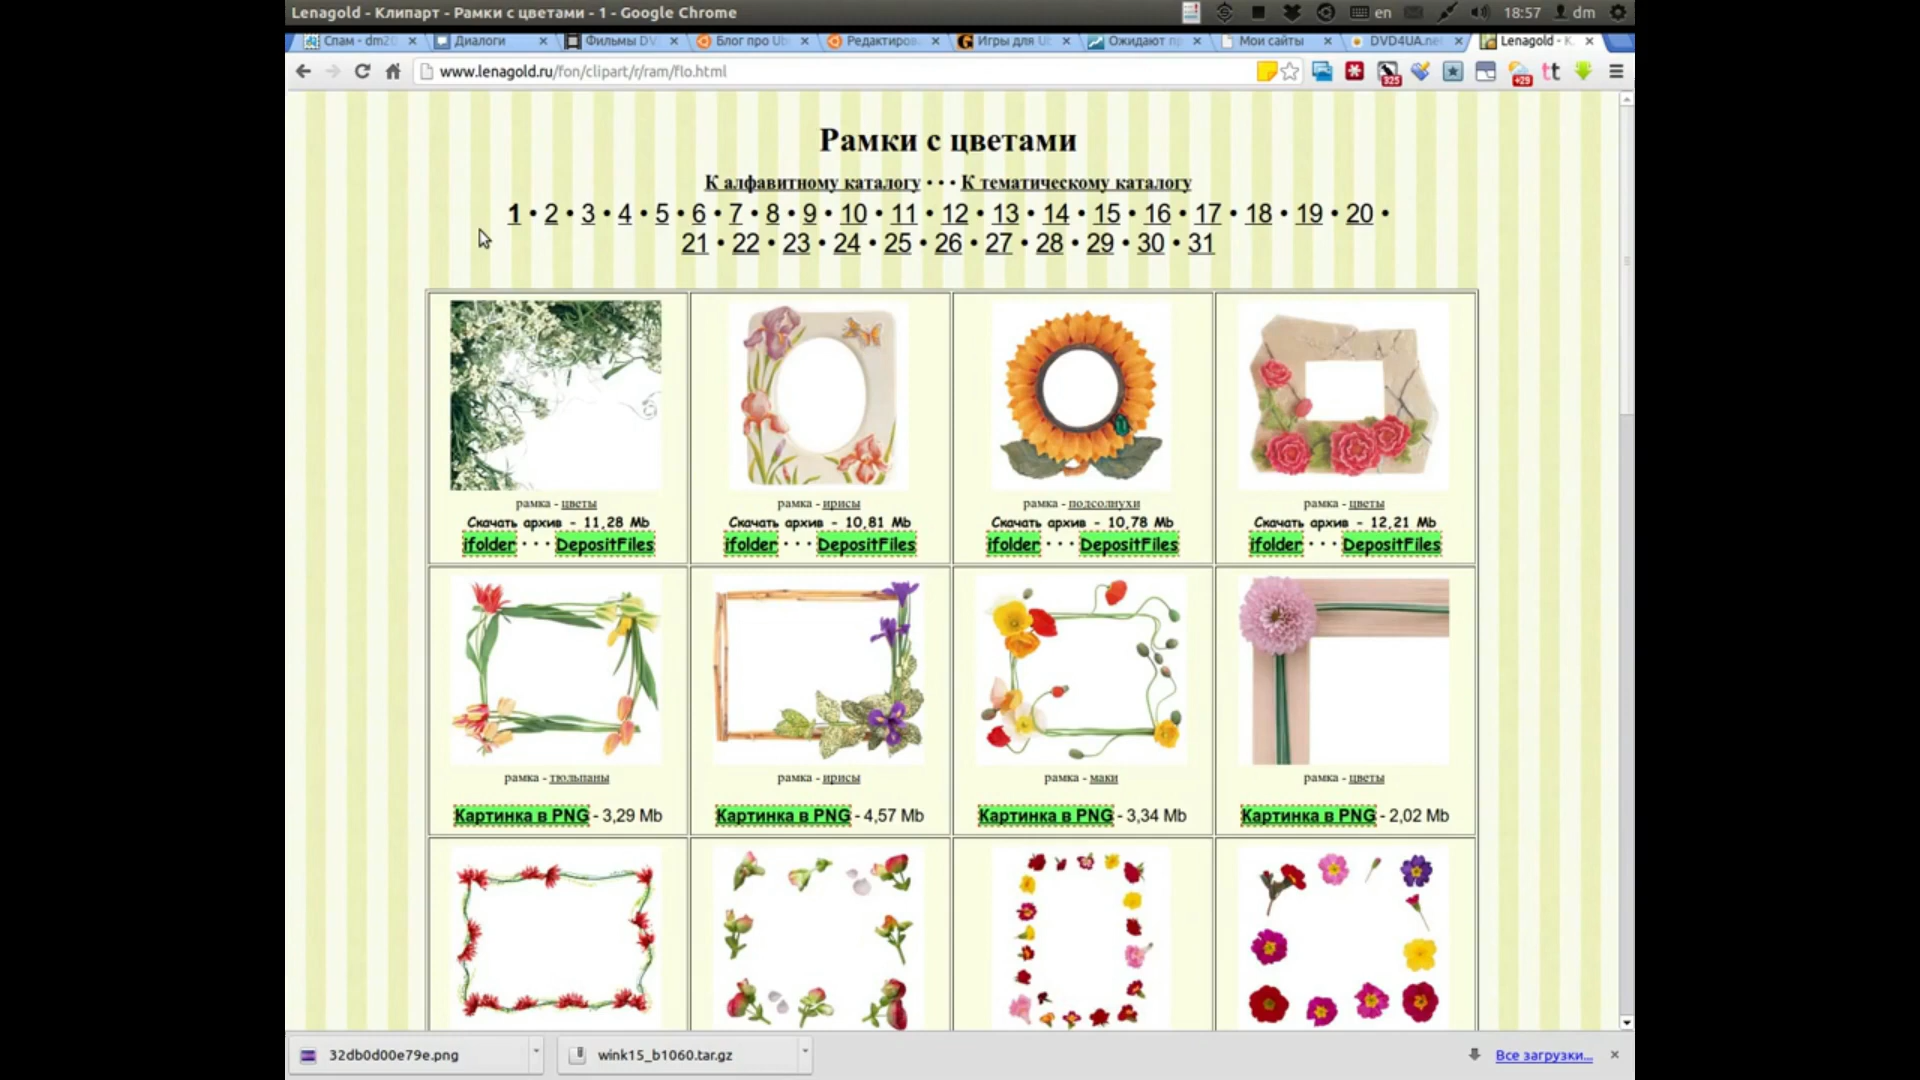 Lenagold - Клипарт - Рамки с цветами - 1 - Google Chrome
en 18:57 dm
Спам - dm20 Диалоги Фильмы DV Блог про Ub Редактиров Игры для Ub Ожидают пр Мои сайты DVD4UA.ne Lenagold - К
www.lenagold.ru/fon/clipart/r/ram/flo.html
325 +29 tt
Рамки с цветами
К алфавитному каталогу • • • К тематическому каталогу
1 • 2 • 3 • 4 • 5 • 6 • 7 • 8 • 9 • 10 • 11 • 12 • 13 • 14 • 15 • 16 • 17 • 18 • 19 • 20 •
21 • 22 • 23 • 24 • 25 • 26 • 27 • 28 • 29 • 30 • 31
рамка - цветы рамка - ирисы рамка - подсолнухи рамка - цветы
Скачать архив - 11,28 Mb Скачать архив - 10,81 Mb Скачать архив - 10,78 Mb Скачать архив - 12,21 Mb
ifolder • • • DepositFiles ifolder • • • DepositFiles ifolder • • • DepositFiles ifolder • • • DepositFiles
рамка - тюльпаны рамка - ирисы рамка - маки рамка - цветы
Картинка в PNG - 3,29 Mb Картинка в PNG - 4,57 Mb Картинка в PNG - 3,34 Mb Картинка в PNG - 2,02 Mb
32db0d00e79e.png wink15_b1060.tar.gz Все загрузки...